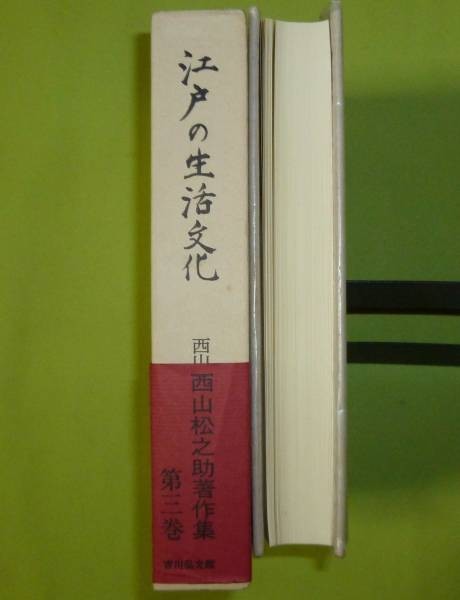 江戸の生活文化
西山
西山松之助著作集
第三巻
吉川弘文館